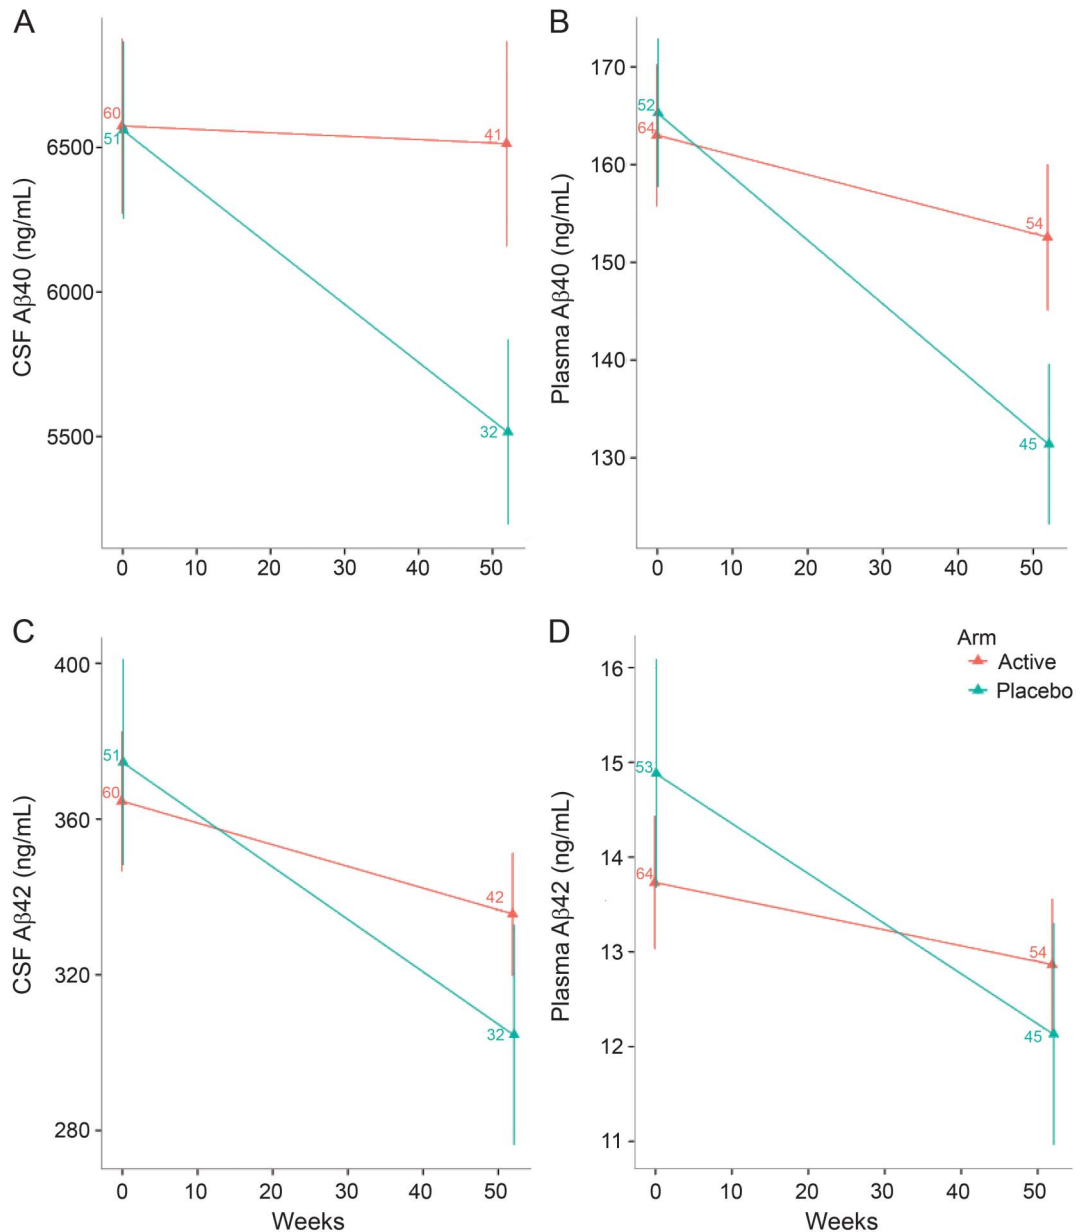 A
CSF Aβ40 (ng/mL)
6500
6000
5500
60
51
41
32
0 10 20 30 40 50
B
Plasma Aβ40 (ng/mL)
170
160
150
140
130
52
64
54
45
0 10 20 30 40 50
C
CSF Aβ42 (ng/mL)
400
360
320
280
51
60
42
32
0 10 20 30 40 50
Weeks
D
Arm
Active
Placebo
Plasma Aβ42 (ng/mL)
16
15
14
13
12
11
53
64
54
45
0 10 20 30 40 50
Weeks